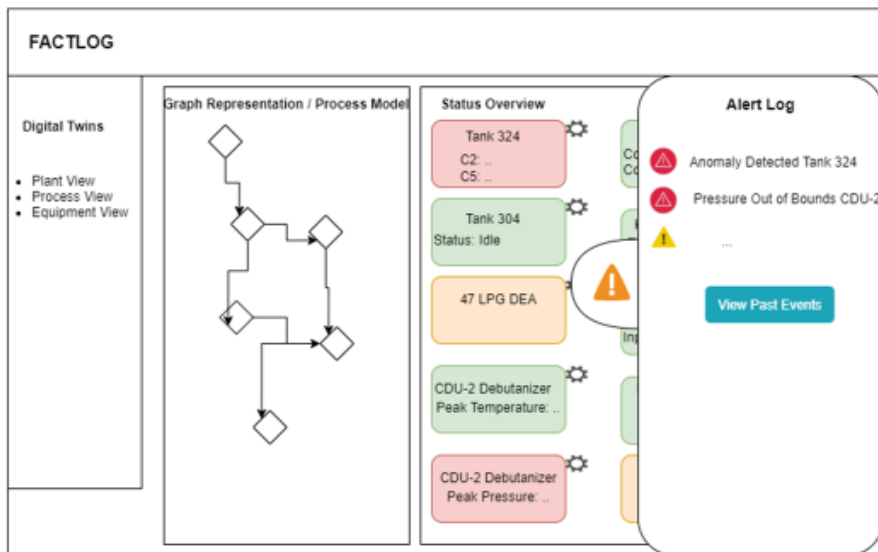 FACTLOG
Digital Twins
Plant View
Process View
Equipment View
Graph Representation / Process Model
Status Overview
Tank 324
C2: ..
C5: ..
Tank 304
Status: Idle
47 LPG DEA
CDU-2 Debutanizer
Peak Temperature: ..
CDU-2 Debutanizer
Peak Pressure: ..
Alert Log
Anomaly Detected Tank 324
Pressure Out of Bounds CDU-2
...
View Past Events